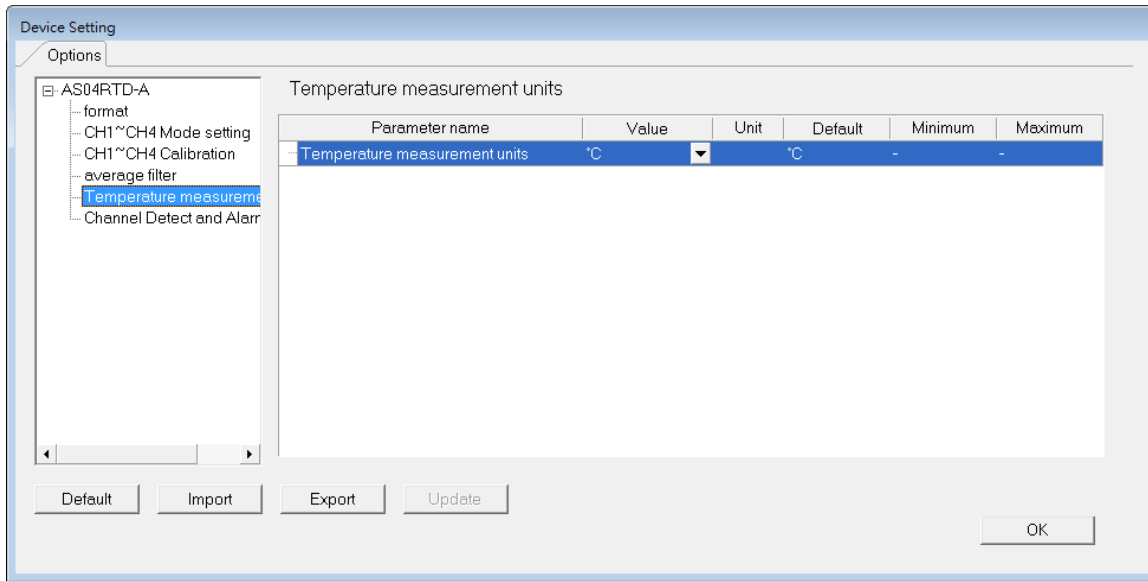 Device Setting
Options
AS04RTD-A
format
CH1~CH4 Mode setting
CH1~CH4 Calibration
average filter
Temperature measureme
Channel Detect and Alarr
Temperature measurement units
Parameter name Value Unit Default Minimum Maximum
Temperature measurement units °C °C - -
Default Import Export Update
OK